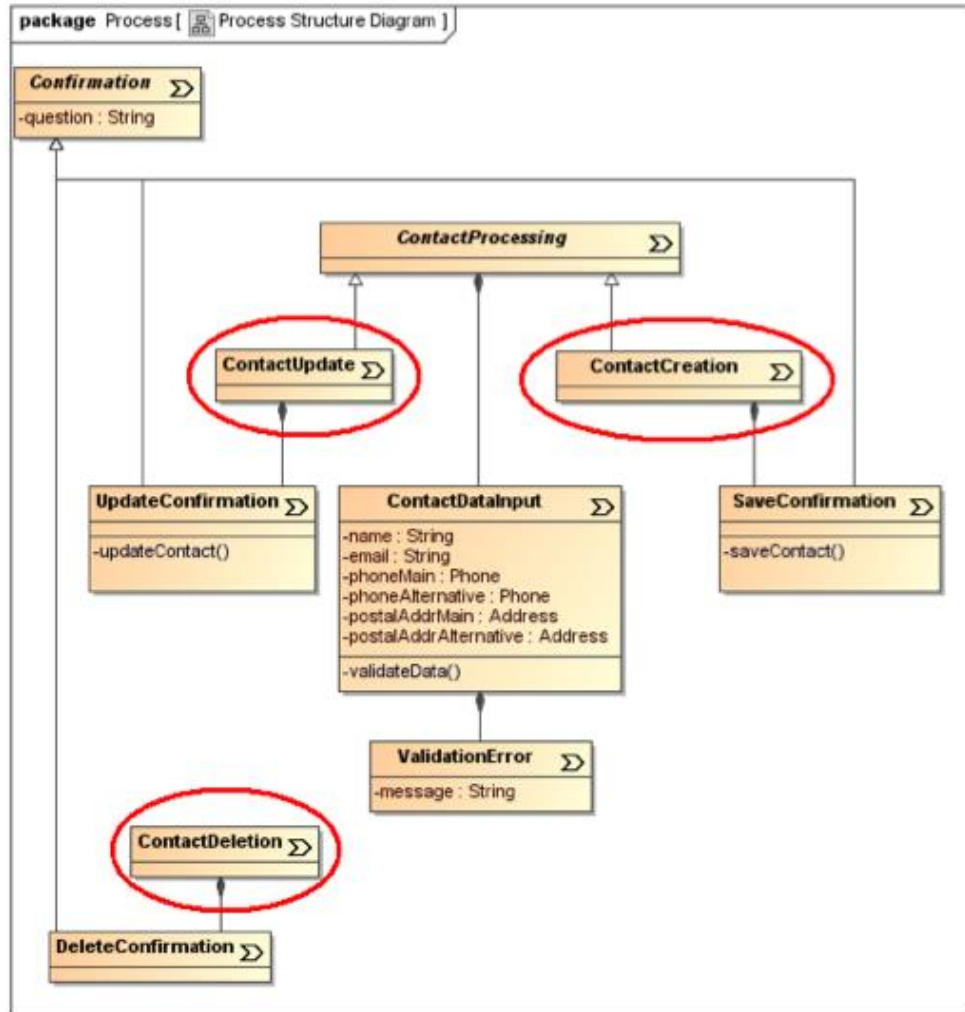 package Process [ Process Structure Diagram ]
Confirmation
-question : String
ContactProcessing
ContactUpdate
ContactCreation
UpdateConfirmation
-updateContact()
ContactDataInput
-name : String
-email : String
-phoneMain : Phone
-phoneAlternative : Phone
-postalAddrMain : Address
-postalAddrAlternative : Address
-validateData()
SaveConfirmation
-saveContact()
ValidationError
-message : String
ContactDeletion
DeleteConfirmation